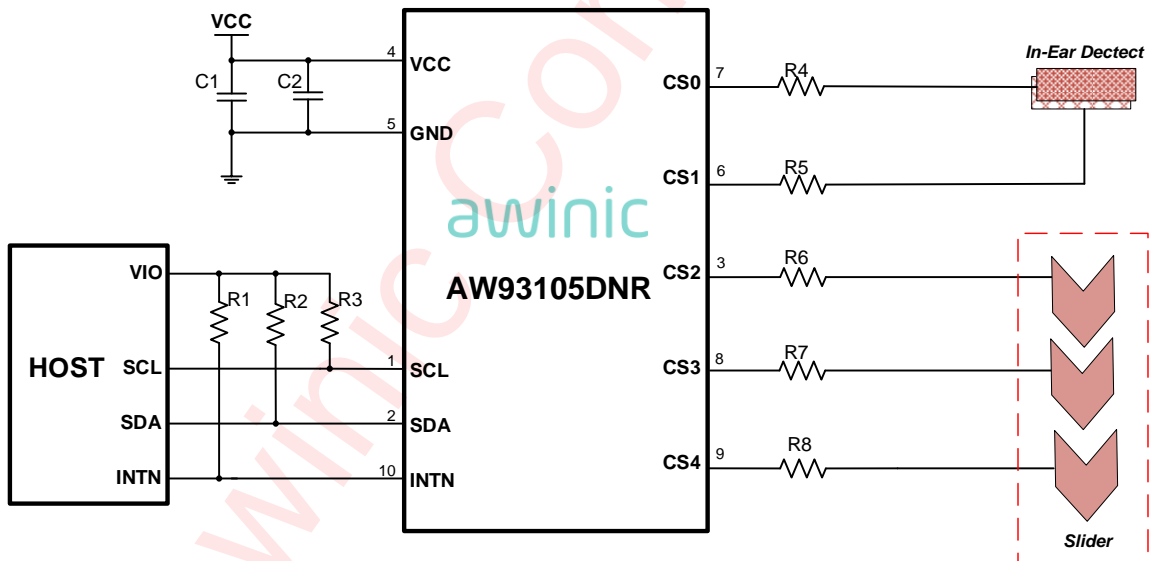 VCC
C1
C2
4
VCC
5
GND
CS0
7
R4
In-Ear Dectect
CS1
6
R5
awinic
AW93105DNR
CS2
3
R6
CS3
8
R7
CS4
9
R8
Slider
HOST
VIO
R1
R2
R3
SCL
1
SCL
SDA
2
SDA
INTN
10
INTN
winic Con